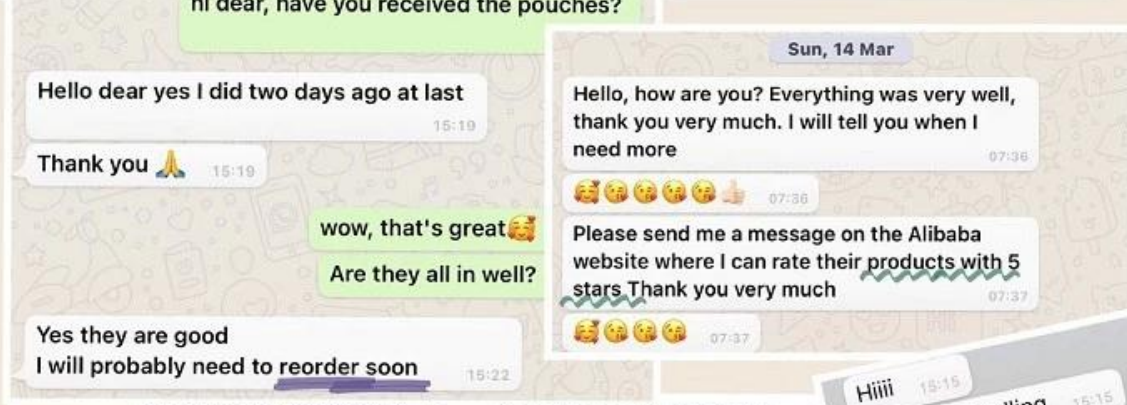 hi dear, have you received the pouches?
Hello dear yes I did two days ago at last
15:19
Thank you 🙏 15:19
wow, that's great🥰
Are they all in well?
Yes they are good
I will probably need to reorder soon
15:22
Sun, 14 Mar
Hello, how are you? Everything was very well,
thank you very much. I will tell you when I
need more
07:36
🥰😘😘😘😘👍🏻 07:36
Please send me a message on the Alibaba
website where I can rate their products with 5
stars Thank you very much
07:37
🥰😘😘😘 07:37
Hiiii 15:15
15:15